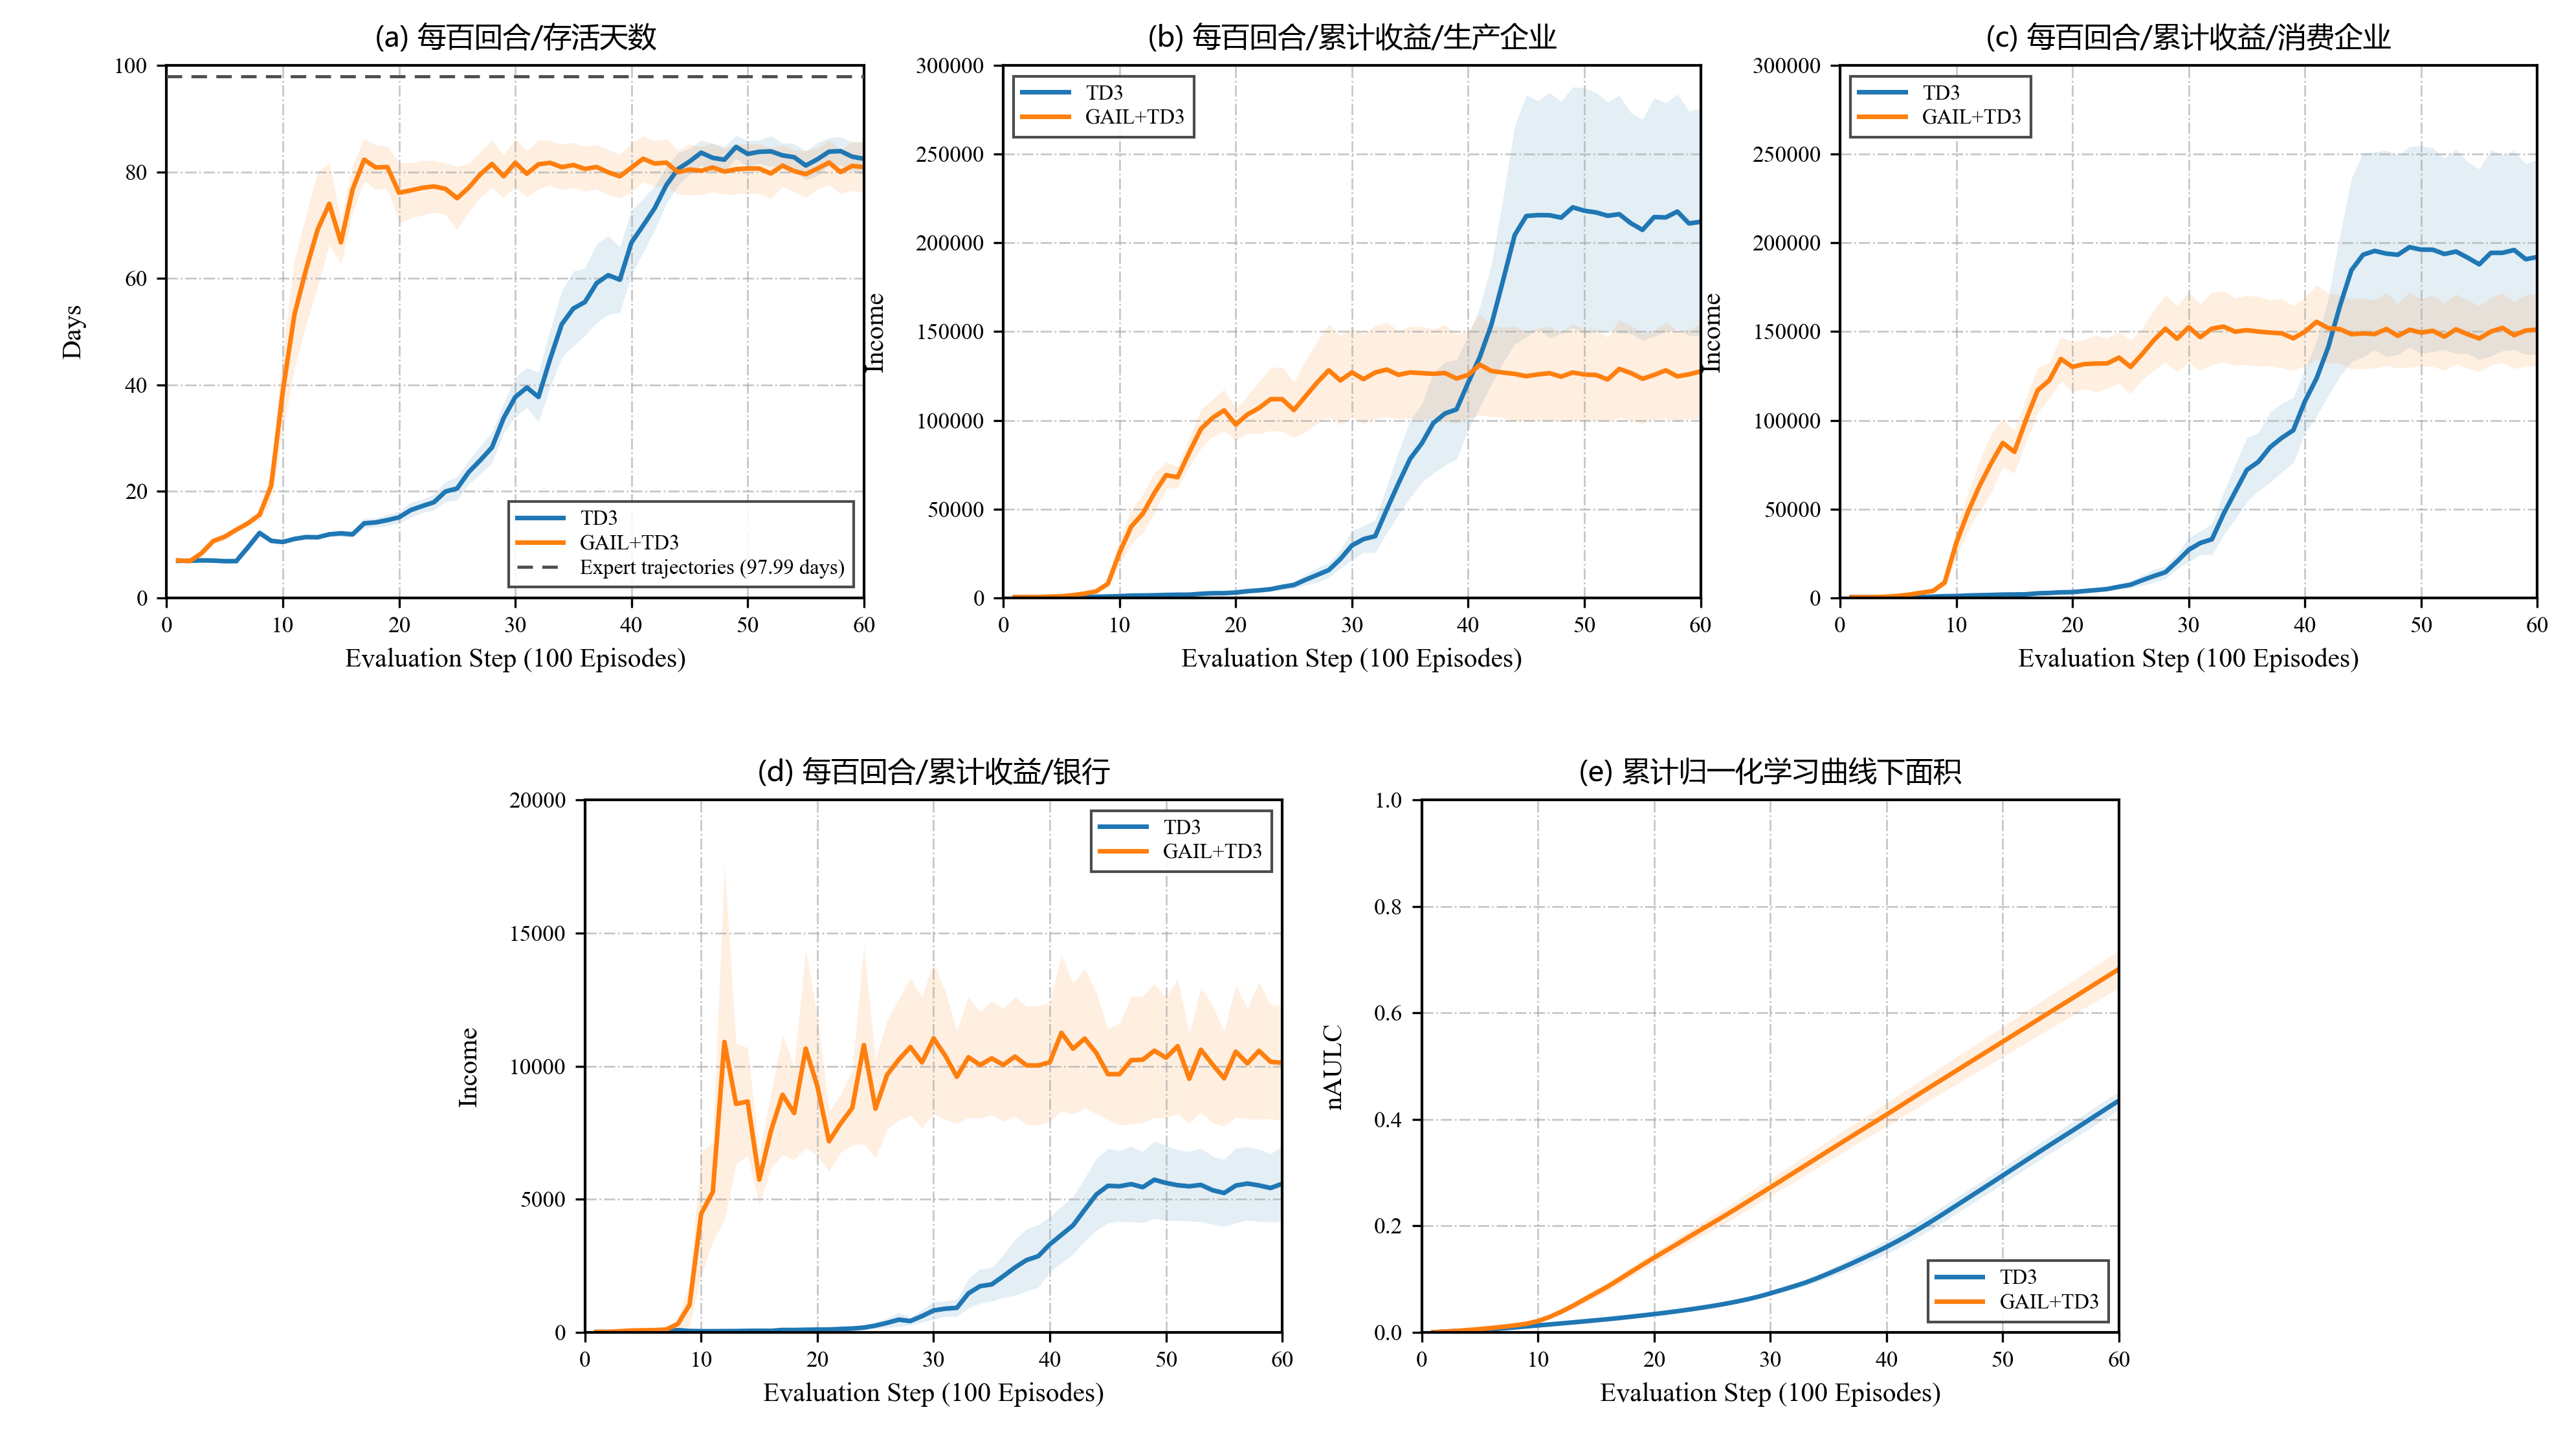 (a) 每百回合/存活天数
100
80
60
40
20
0
Days
0 10 20 30 40 50 60
Evaluation Step (100 Episodes)
TD3
GAIL+TD3
Expert trajectories (97.99 days)
(b) 每百回合/累计收益/生产企业
300000
250000
200000
150000
100000
50000
0
Income
0 10 20 30 40 50 60
Evaluation Step (100 Episodes)
TD3
GAIL+TD3
(c) 每百回合/累计收益/消费企业
300000
250000
200000
150000
100000
50000
0
Income
0 10 20 30 40 50 60
Evaluation Step (100 Episodes)
TD3
GAIL+TD3
(d) 每百回合/累计收益/银行
20000
15000
10000
5000
0
Income
0 10 20 30 40 50 60
Evaluation Step (100 Episodes)
TD3
GAIL+TD3
(e) 累计归一化学习曲线下面积
1.0
0.8
0.6
0.4
0.2
0.0
nAULC
0 10 20 30 40 50 60
Evaluation Step (100 Episodes)
TD3
GAIL+TD3